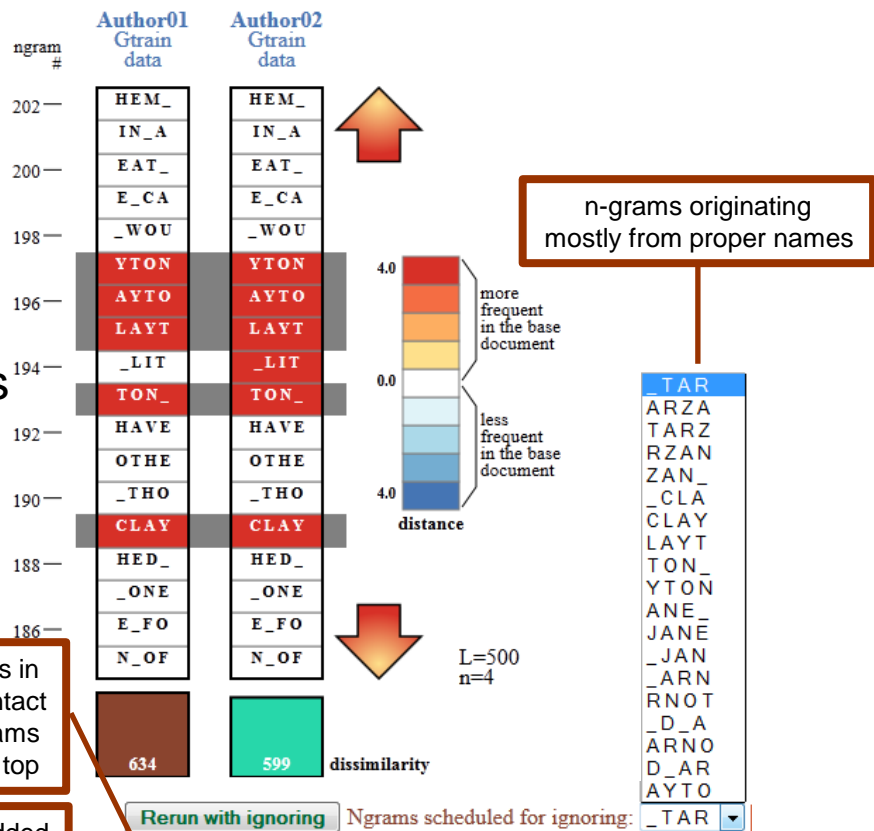 Author01 Author02
Gtrain Gtrain
data data
ngram
#
HEM_ HEM_
202
IN_A IN_A
EAT_ EAT_
200
E_CA E_CA
_WOU _WOU
198
YTON YTON
AYTO AYTO
196
LAYT LAYT
_LIT _LIT
194
TON_ TON_
HAVE HAVE
192
OTHE OTHE
_THO _THO
190
CLAY CLAY
HED_ HED_
188
_ONE _ONE
E_FO E_FO
186
N_OF N_OF
634 599 dissimilarity
4.0
0.0
4.0
distance
more
frequent
in the base
document
less
frequent
in the base
document
L=500
n=4
n-grams originating
mostly from proper names
_TAR
ARZA
TARZ
RZAN
ZAN_
_CLA
CLAY
LAYT
TON_
YTON
ANE_
JANE
_JAN
_ARN
RNOT
_D_A
ARNO
D_AR
AYTO
s
s in
ntact
ams
top
dded
Rerun with ignoring Ngrams scheduled for ignoring: _TAR